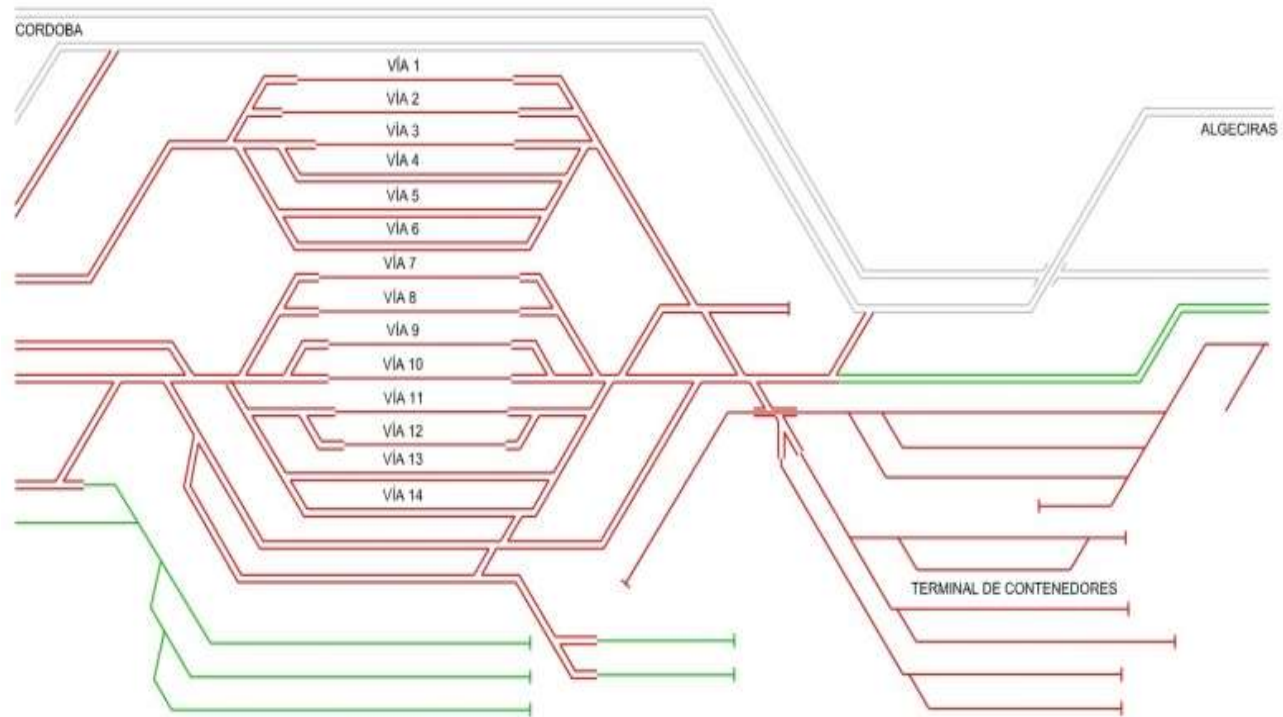 CORDOBA
VÍA 1
VÍA 2
ALGECIRAS
VÍA 3
VÍA 4
VÍA 5
VÍA 6
VÍA 7
VÍA 8
VÍA 9
VÍA 10
VÍA 11
VÍA 12
VÍA 13
VÍA 14
TERMINAL DE CONTENEDORES